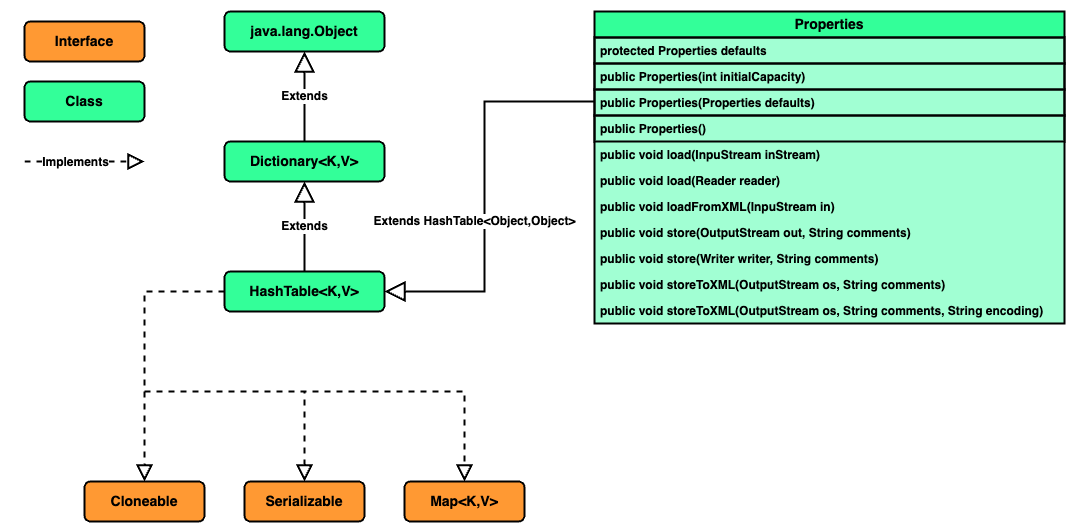 Interface
Class
Implements
java.lang.Object
Extends
Dictionary<K,V>
Extends
HashTable<K,V>
Extends HashTable<Object,Object>
Cloneable
Serializable
Map<K,V>
Properties
protected Properties defaults
public Properties(int initialCapacity)
public Properties(Properties defaults)
public Properties()
public void load(InpuStream inStream)
public void load(Reader reader)
public void loadFromXML(InpuStream in)
public void store(OutputStream out, String comments)
public void store(Writer writer, String comments)
public void storeToXML(OutputStream os, String comments)
public void storeToXML(OutputStream os, String comments, String encoding)